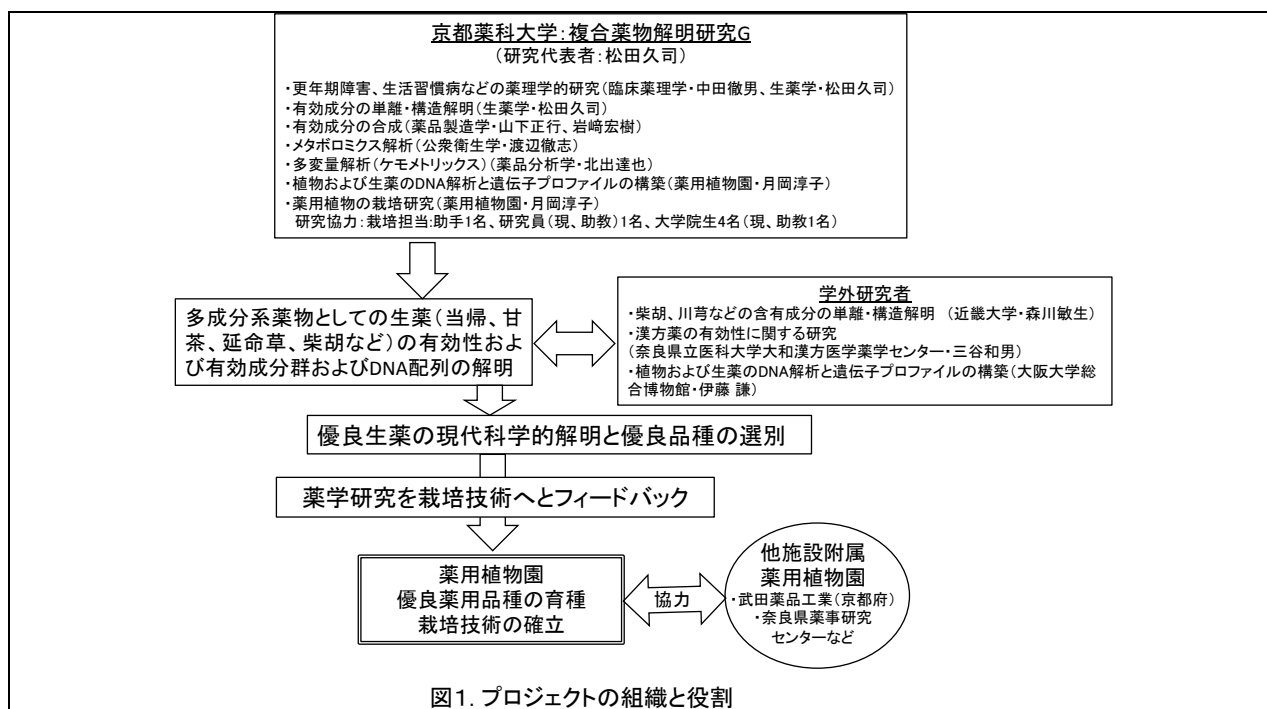 京都薬科大学：複合薬物解明研究G
（研究代表者：松田久司）
・更年期障害、生活習慣病などの薬理学的研究（臨床薬理学・中田徹男、生薬学・松田久司）
・有効成分の単離・構造解明（生薬学・松田久司）
・有効成分の合成（薬品製造学・山下正行、岩﨑宏樹）
・メタボロミクス解析（公衆衛生学・渡辺徹志）
・多変量解析（ケモメトリックス）（薬品分析学・北出達也）
・植物および生薬のDNA解析と遺伝子プロファイルの構築（薬用植物園・月岡淳子）
・薬用植物の栽培研究（薬用植物園・月岡淳子）
研究協力：栽培担当：助手1名、研究員（現、助教）1名、大学院生4名（現、助教1名）
多成分系薬物としての生薬（当帰、甘
茶、延命草、柴胡など）の有効性およ
び有効成分群およびDNA配列の解明
学外研究者
・柴胡、川芎などの含有成分の単離・構造解明　（近畿大学・森川敏生）
・漢方薬の有効性に関する研究
（奈良県立医科大学大和漢方医学薬学センター・三谷和男）
・植物および生薬のDNA解析と遺伝子プロファイルの構築（大阪大学総
合博物館・伊藤 謙）
優良生薬の現代科学的解明と優良品種の選別
薬学研究を栽培技術へとフィードバック
薬用植物園
優良薬用品種の育種
栽培技術の確立
協力
他施設附属
薬用植物園
・武田薬品工業（京都府）
・奈良県薬事研究
センターなど
図1．プロジェクトの組織と役割